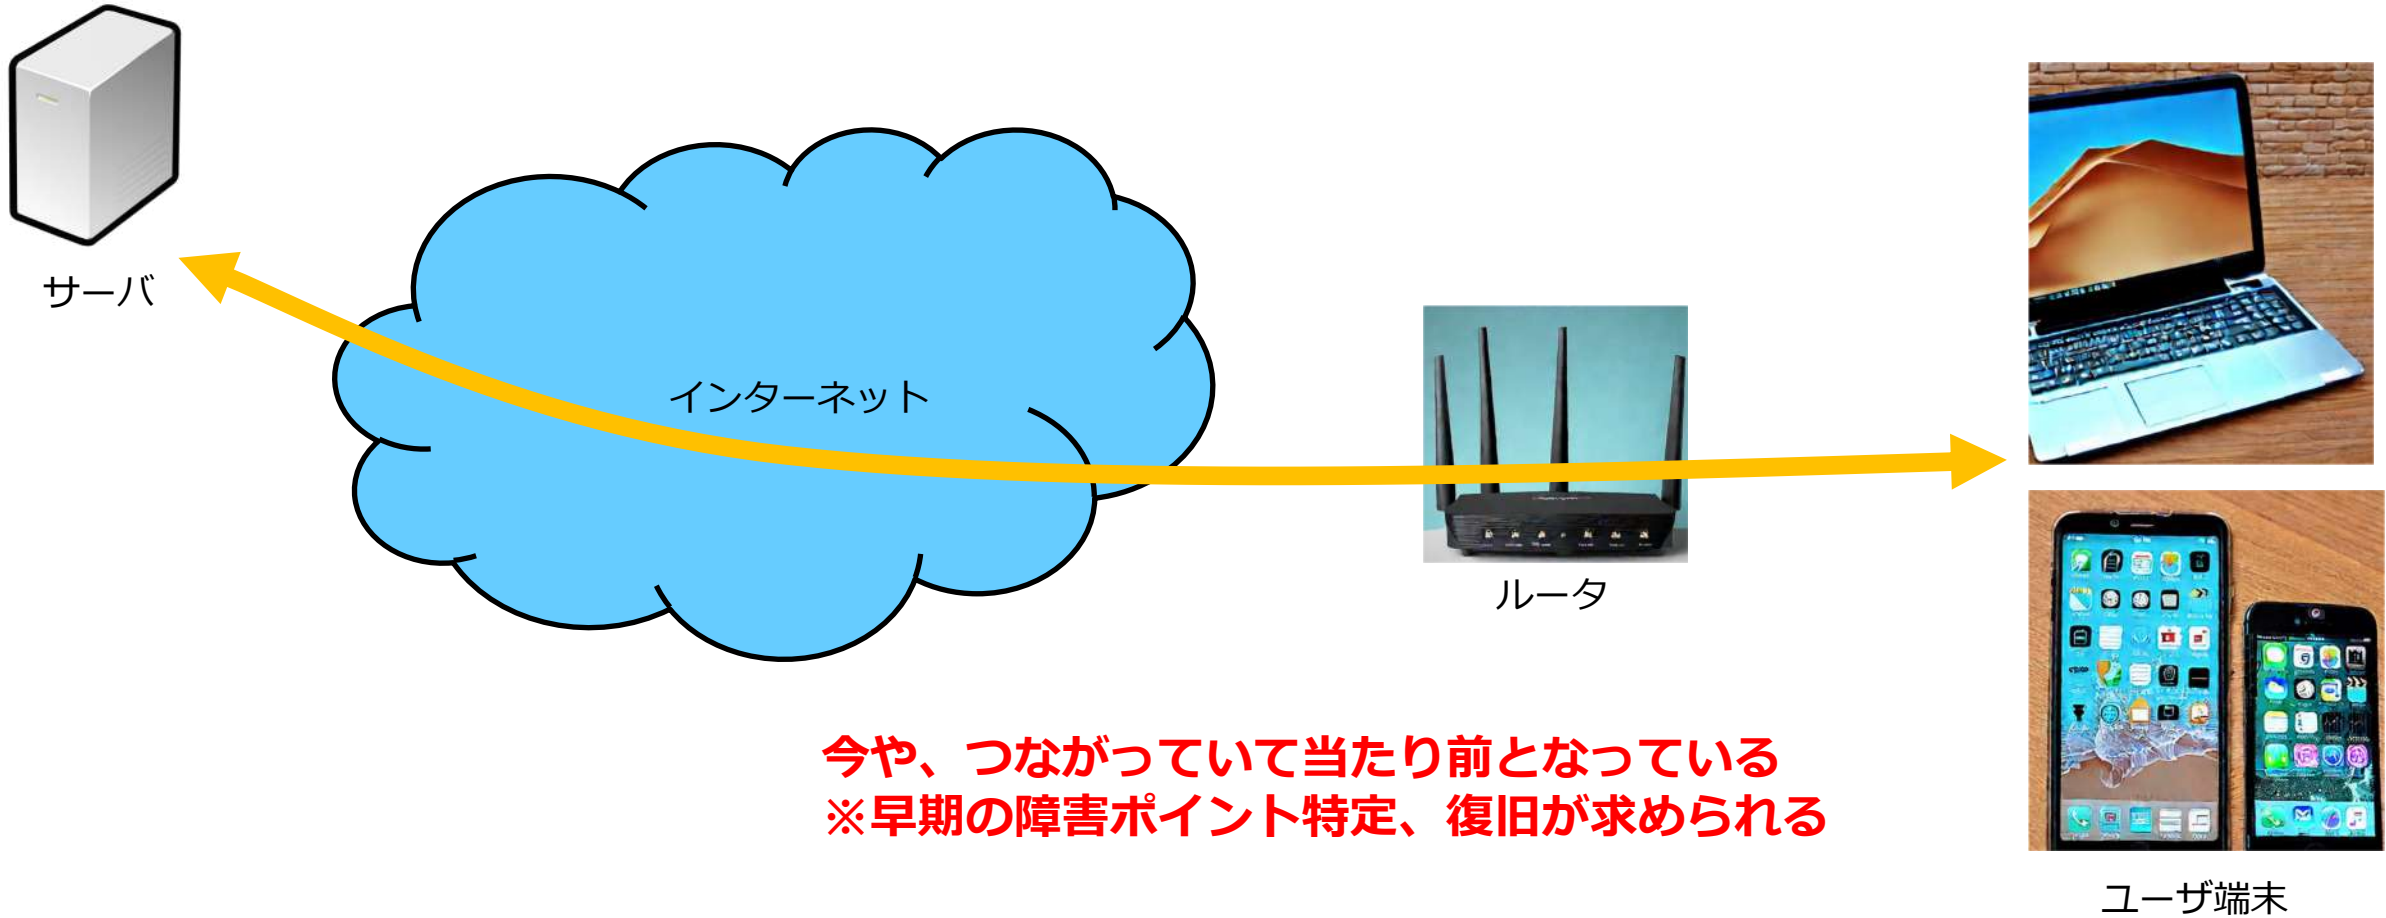 サーバ
インターネット
ルータ
今や、つながっていて当たり前となっている
※早期の障害ポイント特定、復旧が求められる
ユーザ端末